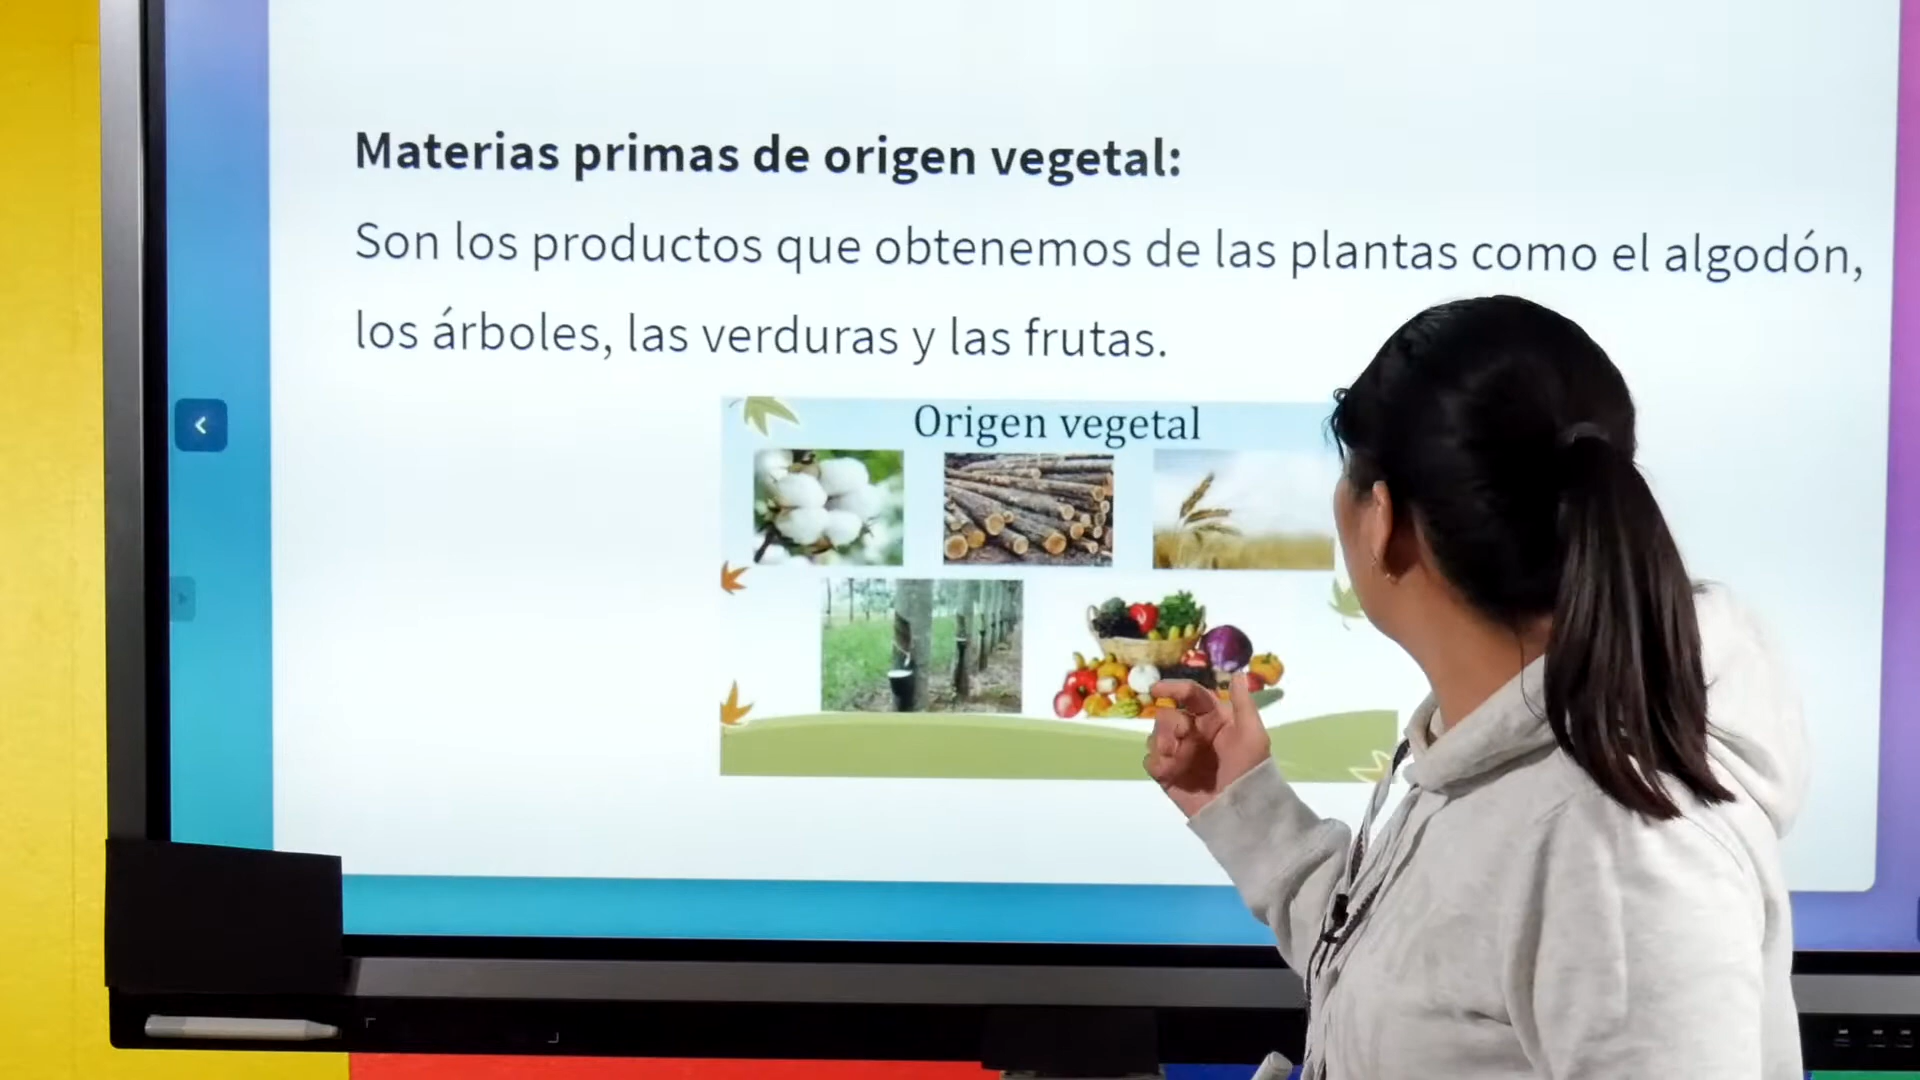 Materias primas de origen vegetal:
Son los productos que obtenemos de las plantas como el algodón,
los árboles, las verduras y las frutas.
Origen vegetal